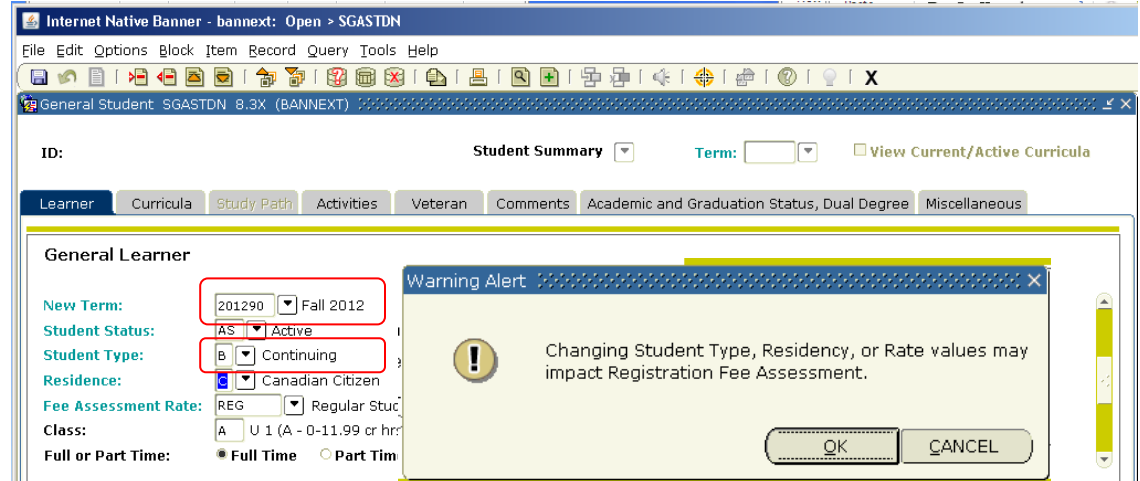 Internet Native Banner - bannext: Open > SGASTDN
File Edit Options Block Item Record Query Tools Help
X
General Student SGASTDN 8.3X (BANNEXT)
ID: Student Summary Term: View Current/Active Curricula
Learner Curricula Study Path Activities Veteran Comments Academic and Graduation Status, Dual Degree Miscellaneous
General Learner
New Term: 201290 Fall 2012
Student Status: AS Active
Student Type: B Continuing
Residence: C Canadian Citizen
Fee Assessment Rate: REG Regular Stud
Class: A U 1 (A - 0-11.99 cr hrs
Full or Part Time: Full Time Part Tim
Warning Alert
Changing Student Type, Residency, or Rate values may
impact Registration Fee Assessment.
OK CANCEL